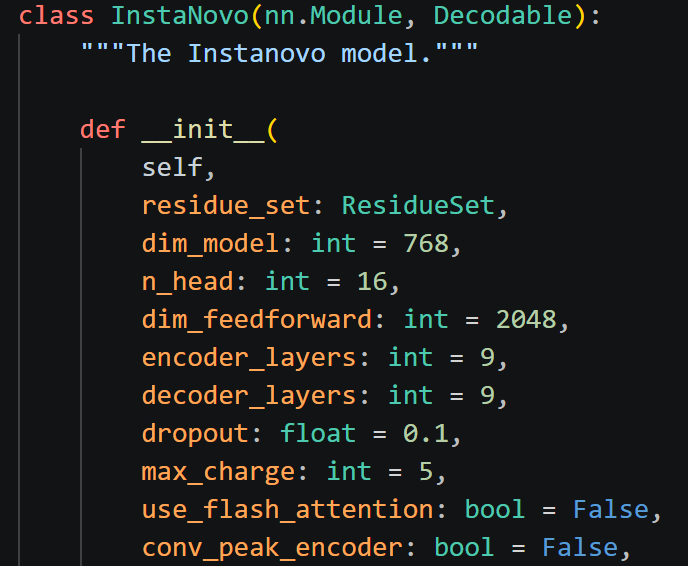 class InstaNovo(nn.Module, Decodable):
"""The Instanovo model."""
def __init__(
self,
residue_set: ResidueSet,
dim_model: int = 768,
n_head: int = 16,
dim_feedforward: int = 2048,
encoder_layers: int = 9,
decoder_layers: int = 9,
dropout: float = 0.1,
max_charge: int = 5,
use_flash_attention: bool = False,
conv_peak_encoder: bool = False,